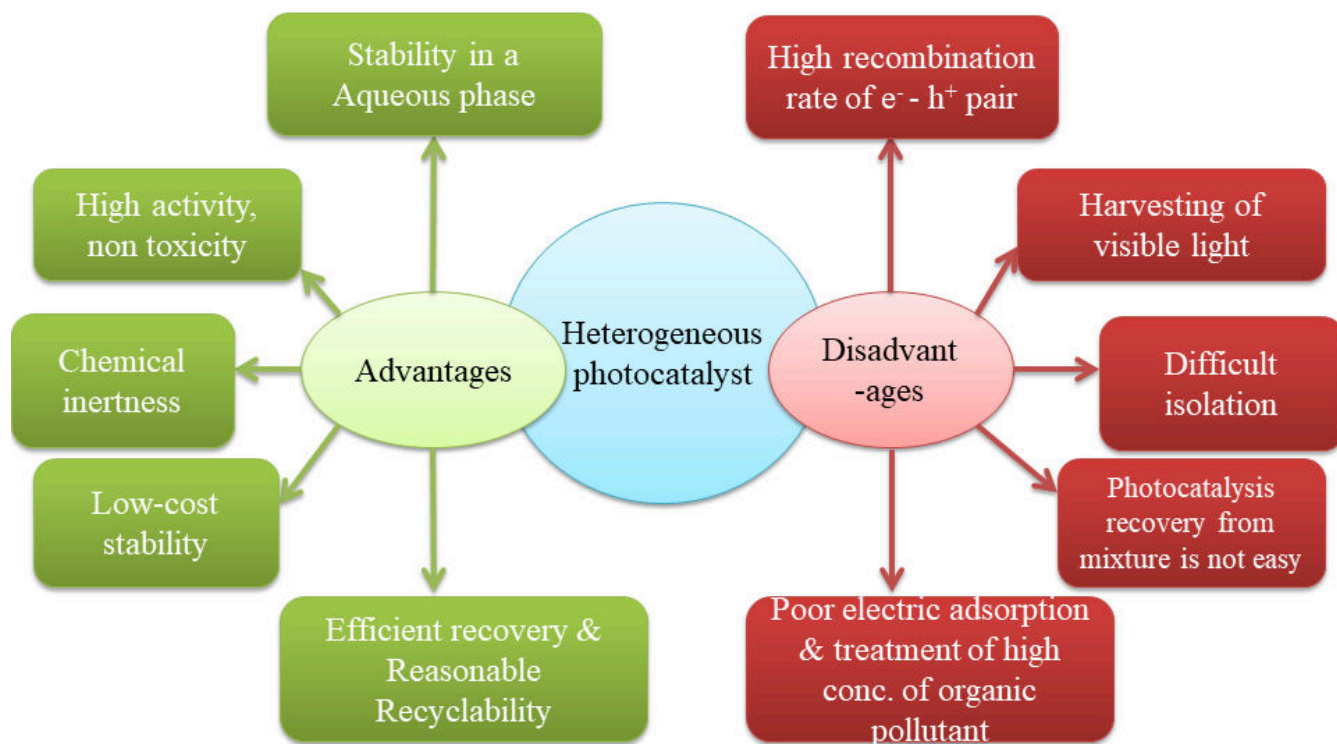 Stability in a
Aqueous phase
High recombination
rate of e⁻ - h⁺ pair
High activity,
non toxicity
Harvesting of
visible light
Chemical
inertness
Advantages
Heterogeneous
photocatalyst
Disadvant
-ages
Difficult
isolation
Low-cost
stability
Photocatalysis
recovery from
mixture is not easy
Efficient recovery &
Reasonable
Recyclability
Poor electric adsorption
& treatment of high
conc. of organic
pollutant